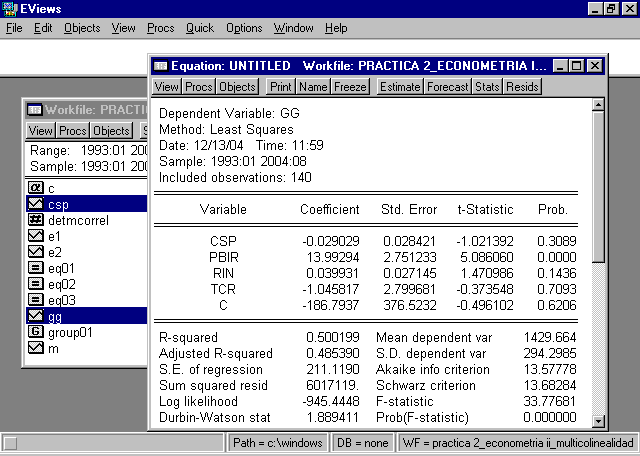 EViews
File Edit Objects View Procs Quick Options Window Help
Workfile: PRACTIC
View Procs Objects
Range: 1993:01 200
Sample: 1993:01 200
c
csp
detmcorrel
e1
e2
eq01
eq02
eq03
gg
G group01
m
Equation: UNTITLED Workfile: PRACTICA 2_ECONOMETRIA I...
View Procs Objects Print Name Freeze Estimate Forecast Stats Resids
Dependent Variable: GG
Method: Least Squares
Date: 12/13/04 Time: 11:59
Sample: 1993:01 2004:08
Included observations: 140
Variable Coefficient Std. Error t-Statistic Prob.
CSP -0.029029 0.028421 -1.021392 0.3089
PBIR 13.99294 2.751233 5.086060 0.0000
RIN 0.039931 0.027145 1.470986 0.1436
TCR -1.045817 2.799681 -0.373548 0.7093
C -186.7937 376.5232 -0.496102 0.6206
R-squared 0.500199 Mean dependent var 1429.664
Adjusted R-squared 0.485390 S.D. dependent var 294.2985
S.E. of regression 211.1190 Akaike info criterion 13.57778
Sum squared resid 6017119. Schwarz criterion 13.68284
Log likelihood -945.4448 F-statistic 33.77681
Durbin-Watson stat 1.889411 Prob(F-statistic) 0.000000
Path = c:\windows DB = none WF = practica 2_econometria ii_multicolinealidad